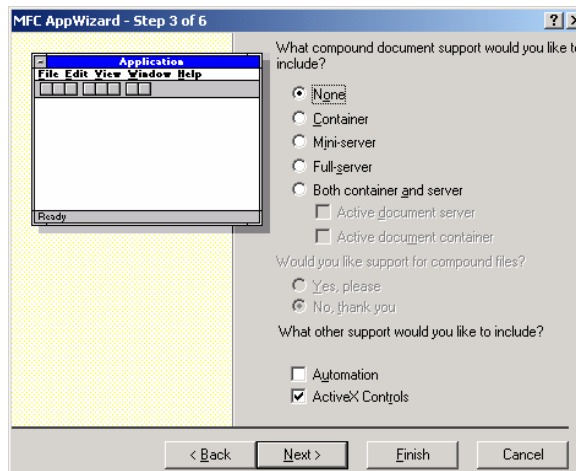 MFC AppWizard - Step 3 of 6
Application
File Edit View Window Help
Ready
What compound document support would you like to
include?
None
Container
Mini-server
Full-server
Both container and server
Active document server
Active document container
Would you like support for compound files?
Yes, please
No, thank you
What other support would you like to include?
Automation
ActiveX Controls
< Back Next > Finish Cancel